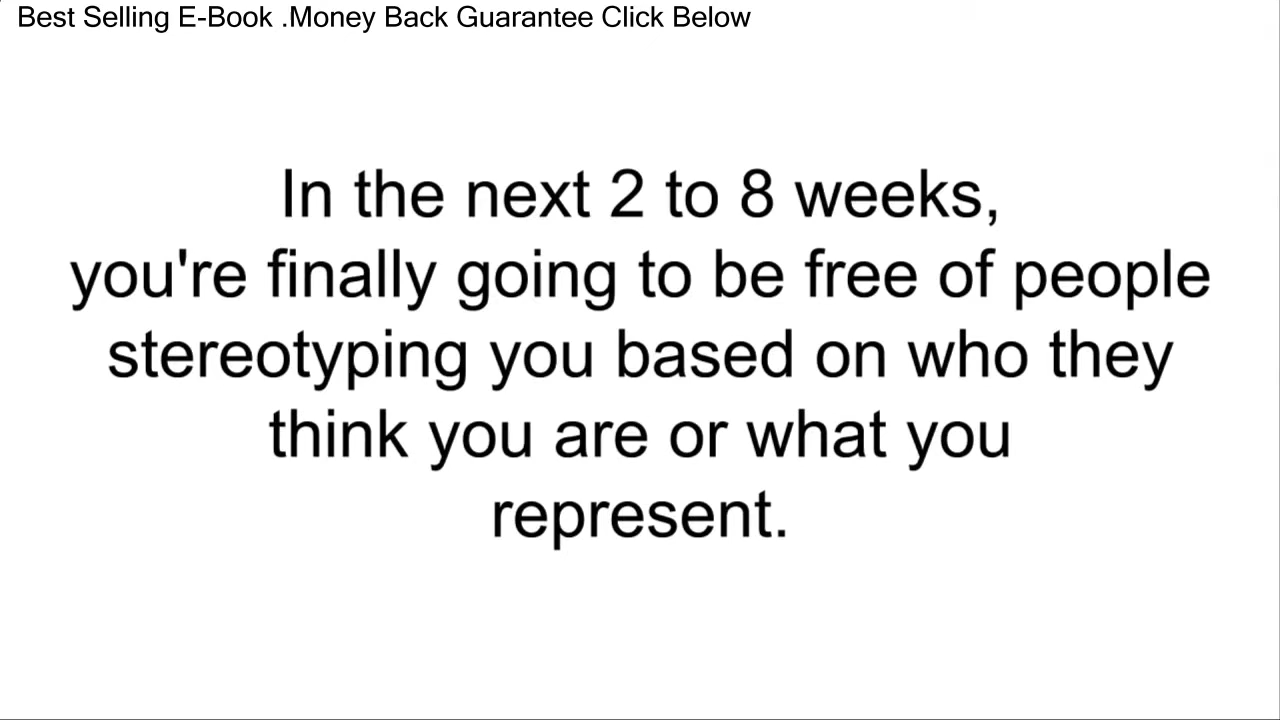 Best Selling E-Book .Money Back Guarantee Click Below
In the next 2 to 8 weeks,
you're finally going to be free of people
stereotyping you based on who they
think you are or what you
represent.